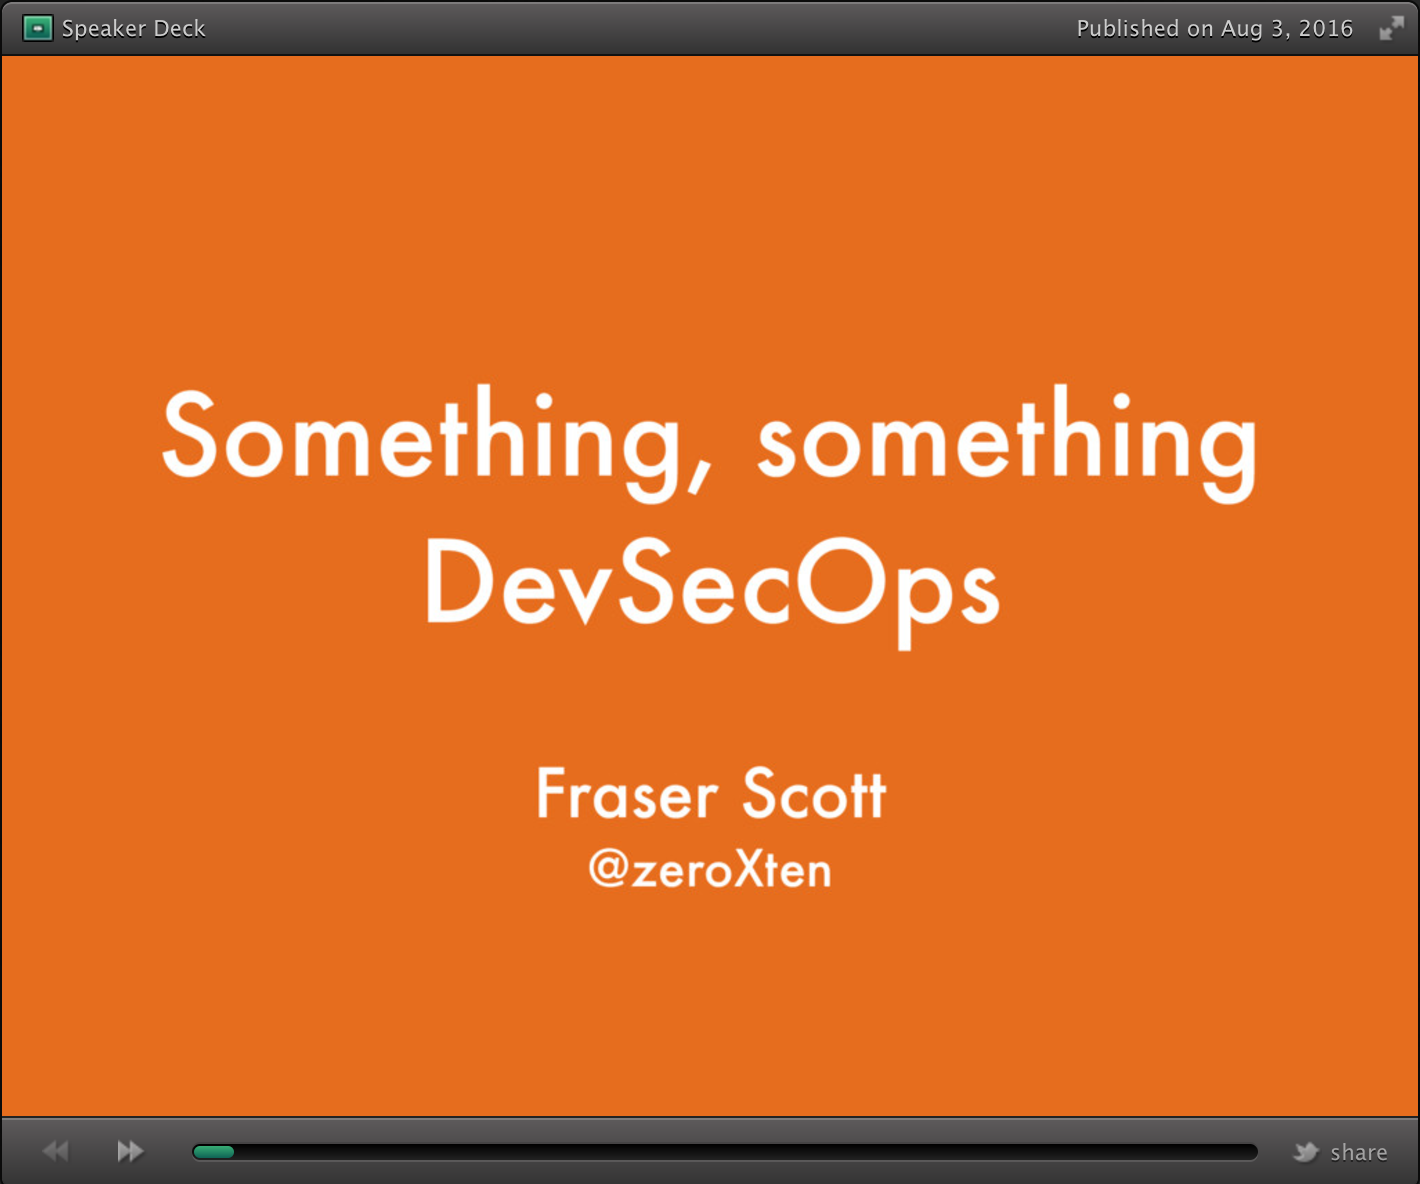 Speaker Deck
Published on Aug 3, 2016
Something, something
DevSecOps
Fraser Scott
@zeroXten
share